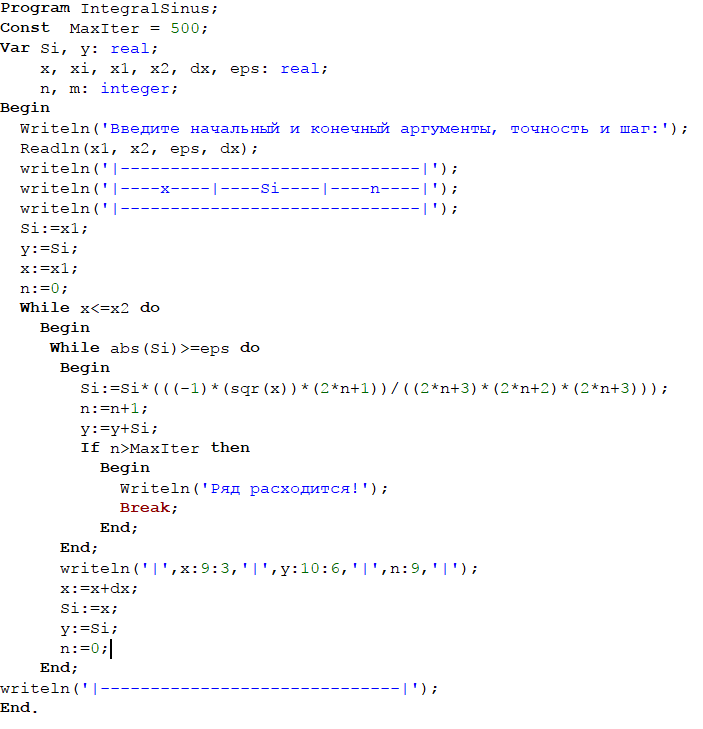 Program IntegralSinus;
Const  MaxIter = 500;
Var Si, y: real;
    x, xi, x1, x2, dx, eps: real;
    n, m: integer;
Begin
  Writeln('Введите начальный и конечный аргументы, точность и шаг:');
  Readln(x1, x2, eps, dx);
  writeln('|------------------------------|');
  writeln('|----x----|----Si----|----n----|');
  writeln('|------------------------------|');
  Si:=x1;
  y:=Si;
  x:=x1;
  n:=0;
  While x<=x2 do
    Begin
     While abs(Si)>=eps do
      Begin
        Si:=Si*(((-1)*(sqr(x))*(2*n+1))/((2*n+3)*(2*n+2)*(2*n+3)));
        n:=n+1;
        y:=y+Si;
        If n>MaxIter then
          Begin
            Writeln('Ряд расходится!');
            Break;
          End;
      End;
      writeln('|',x:9:3,'|',y:10:6,'|',n:9,'|');
      x:=x+dx;
      Si:=x;
      y:=Si;
      n:=0;
    End;
writeln('|------------------------------|');
End.